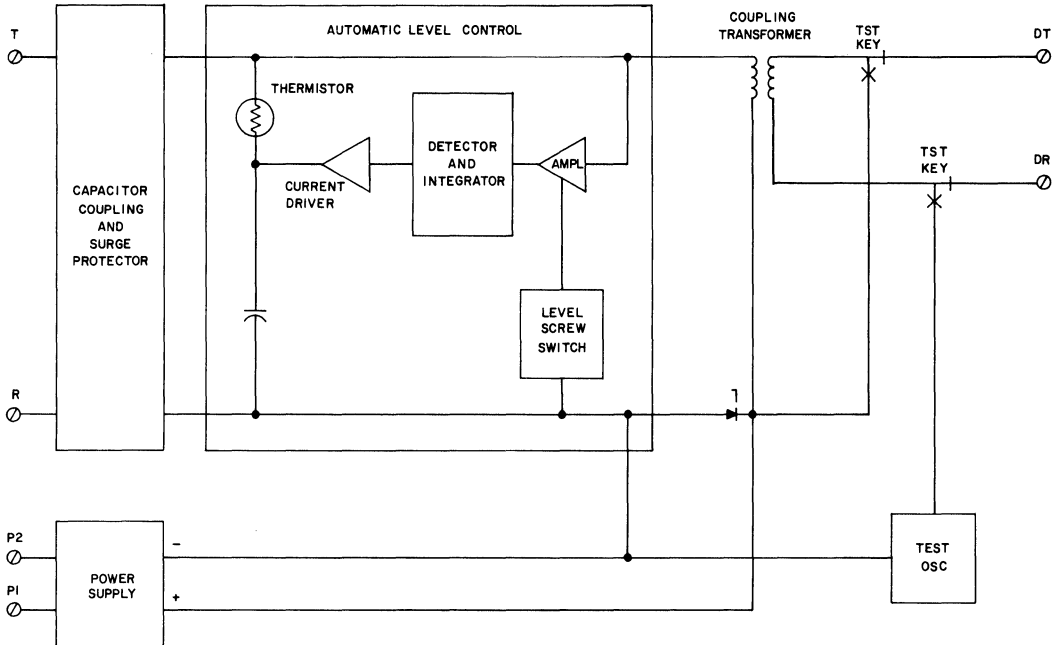 T
AUTOMATIC LEVEL CONTROL
COUPLING
TRANSFORMER
TST
KEY
DT
THERMISTOR
DETECTOR
AND
INTEGRATOR
AMPL
CURRENT
DRIVER
TST
KEY
DR
CAPACITOR
COUPLING
AND
SURGE
PROTECTOR
LEVEL
SCREW
SWITCH
R
P2
-
POWER
SUPPLY
TEST
OSC
P1
+